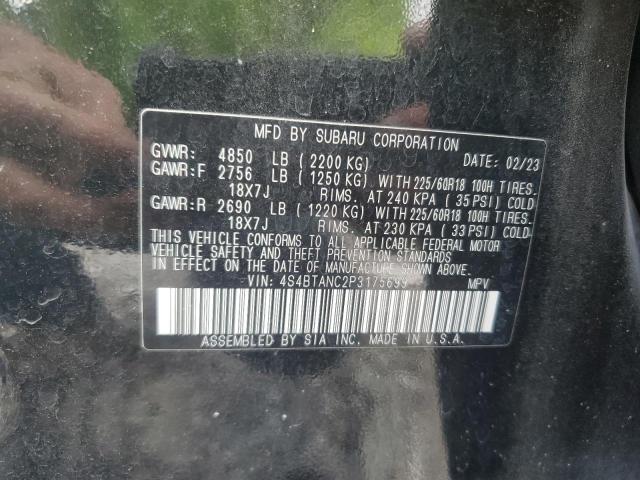 MFD BY SUBARU CORPORATION
GVWR: 4850 LB (2200 KG) DATE: 02/23
GAWR:F 2756 LB (1250 KG) WITH 225/60R18 100H TIRES.
18X7J RIMS. AT 240 KPA (35 PSI) COLD
GAWR:R 2690 LB (1220 KG) WITH 225/60R18 100H TIRES.
18X7J RIMS. AT 230 KPA (33 PSI) COLD
THIS VEHICLE CONFORMS TO ALL APPLICABLE FEDERAL MOTOR
VEHICLE SAFETY AND THEFT PREVENTION STANDARDS
IN EFFECT ON THE DATE OF MANUFACTURE SHOWN ABOVE.
VIN: 4S4BTANC2P3175699 MPV
ASSEMBLED BY SIA INC. MADE IN U.S.A.